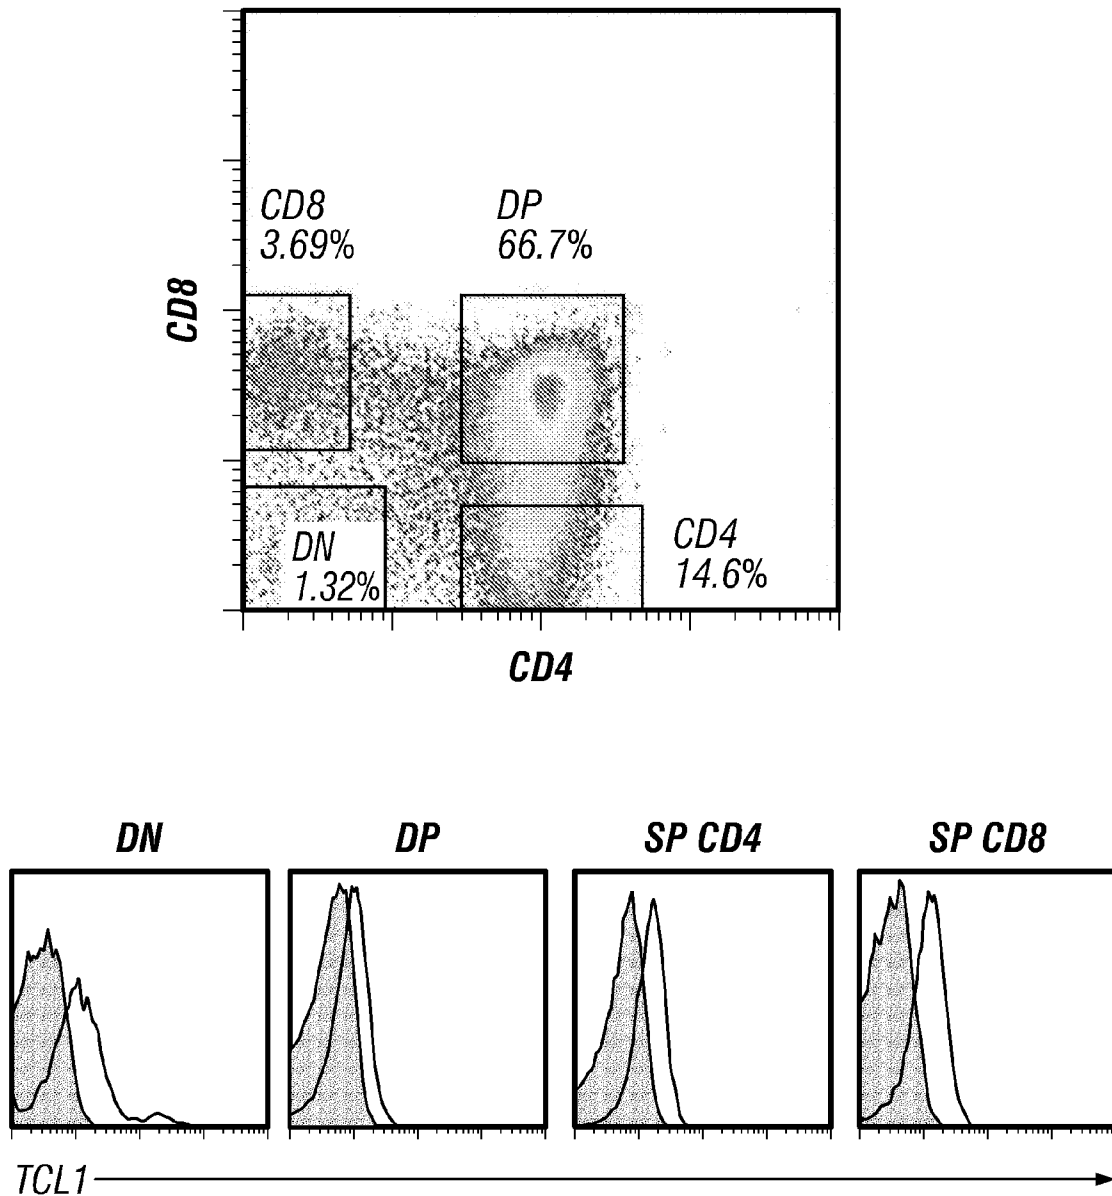 CD8
3.69%
DP
66.7%
CD8
DN
1.32%
CD4
14.6%
CD4
DN
DP
SP CD4
SP CD8
TCL1